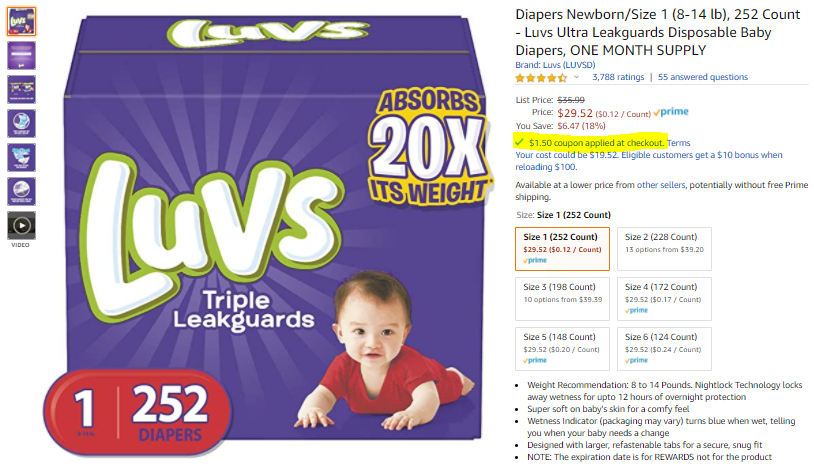 LUVS
ABSORBS
20X
ITS WEIGHT
LUVS
Triple
Leakguards
1
252
DIAPERS
VIDEO
Diapers Newborn/Size 1 (8-14 lb), 252 Count
- Luvs Ultra Leakguards Disposable Baby
Diapers, ONE MONTH SUPPLY
Brand: Luvs (LUVSD)
3,788 ratings | 55 answered questions
List Price: $35.99
Price: $29.52 ($0.12 / Count) prime
You Save: $6.47 (18%)
$1.50 coupon applied at checkout. Terms
Your cost could be $19.52. Eligible customers get a $10 bonus when
reloading $100.
Available at a lower price from other sellers, potentially without free Prime
shipping.
Size: Size 1 (252 Count)
Size 1 (252 Count)
$29.52 ($0.12 / Count)
prime
Size 2 (228 Count)
13 options from $39.20
Size 3 (198 Count)
10 options from $39.39
Size 4 (172 Count)
$29.52 ($0.17 / Count)
prime
Size 5 (148 Count)
$29.52 ($0.20 / Count)
prime
Size 6 (124 Count)
$29.52 ($0.24 / Count)
prime
• Weight Recommendation: 8 to 14 Pounds. Nightlock Technology locks
away wetness for upto 12 hours of overnight protection
• Super soft on baby's skin for a comfy feel
• Wetness Indicator (packaging may vary) turns blue when wet, telling
you when your baby needs a change
• Designed with larger, refastenable tabs for a secure, snug fit
• NOTE: The expiration date is for REWARDS not for the product